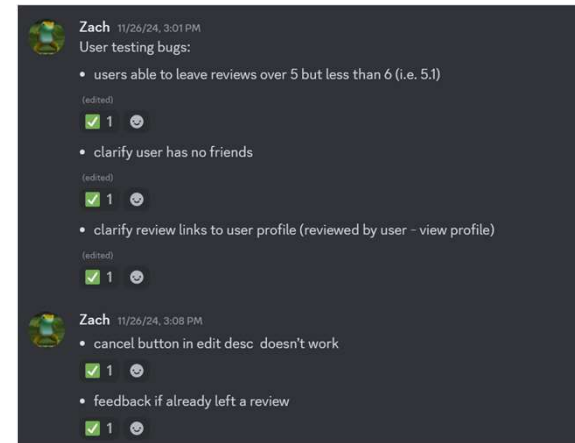 Zach 11/26/24, 3:01 PM
User testing bugs:
• users able to leave reviews over 5 but less than 6 (i.e. 5.1)
(edited)
1
• clarify user has no friends
(edited)
1
• clarify review links to user profile (reviewed by user - view profile)
(edited)
1
Zach 11/26/24, 3:08 PM
• cancel button in edit desc doesn't work
1
• feedback if already left a review
1